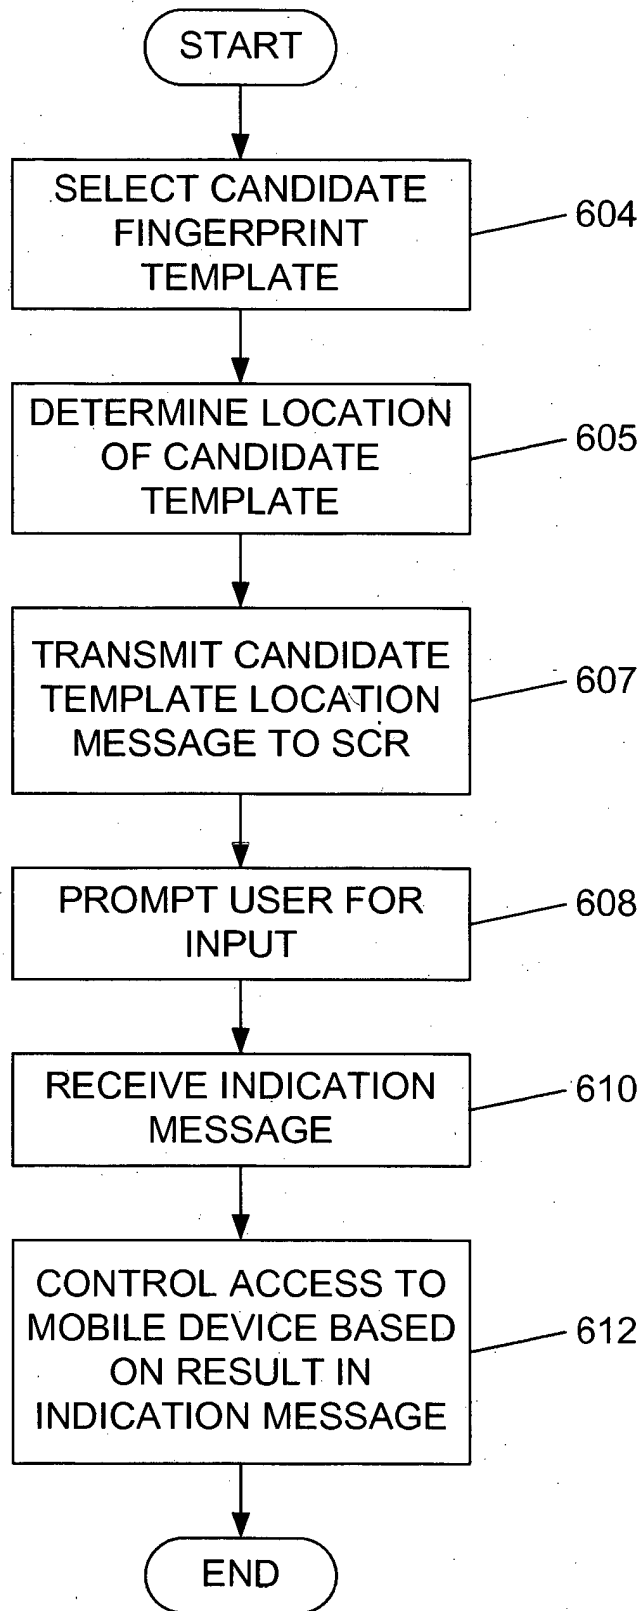 START
SELECT CANDIDATE
FINGERPRINT
TEMPLATE
604
DETERMINE LOCATION
OF CANDIDATE
TEMPLATE
605
TRANSMIT CANDIDATE
TEMPLATE LOCATION
MESSAGE TO SCR
607
PROMPT USER FOR
INPUT
608
RECEIVE INDICATION
MESSAGE
610
CONTROL ACCESS TO
MOBILE DEVICE BASED
ON RESULT IN
INDICATION MESSAGE
612
END